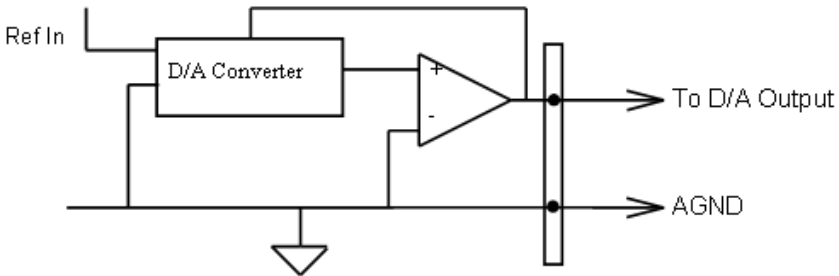 Ref In
D/A Converter
+
-
To D/A Output
AGND